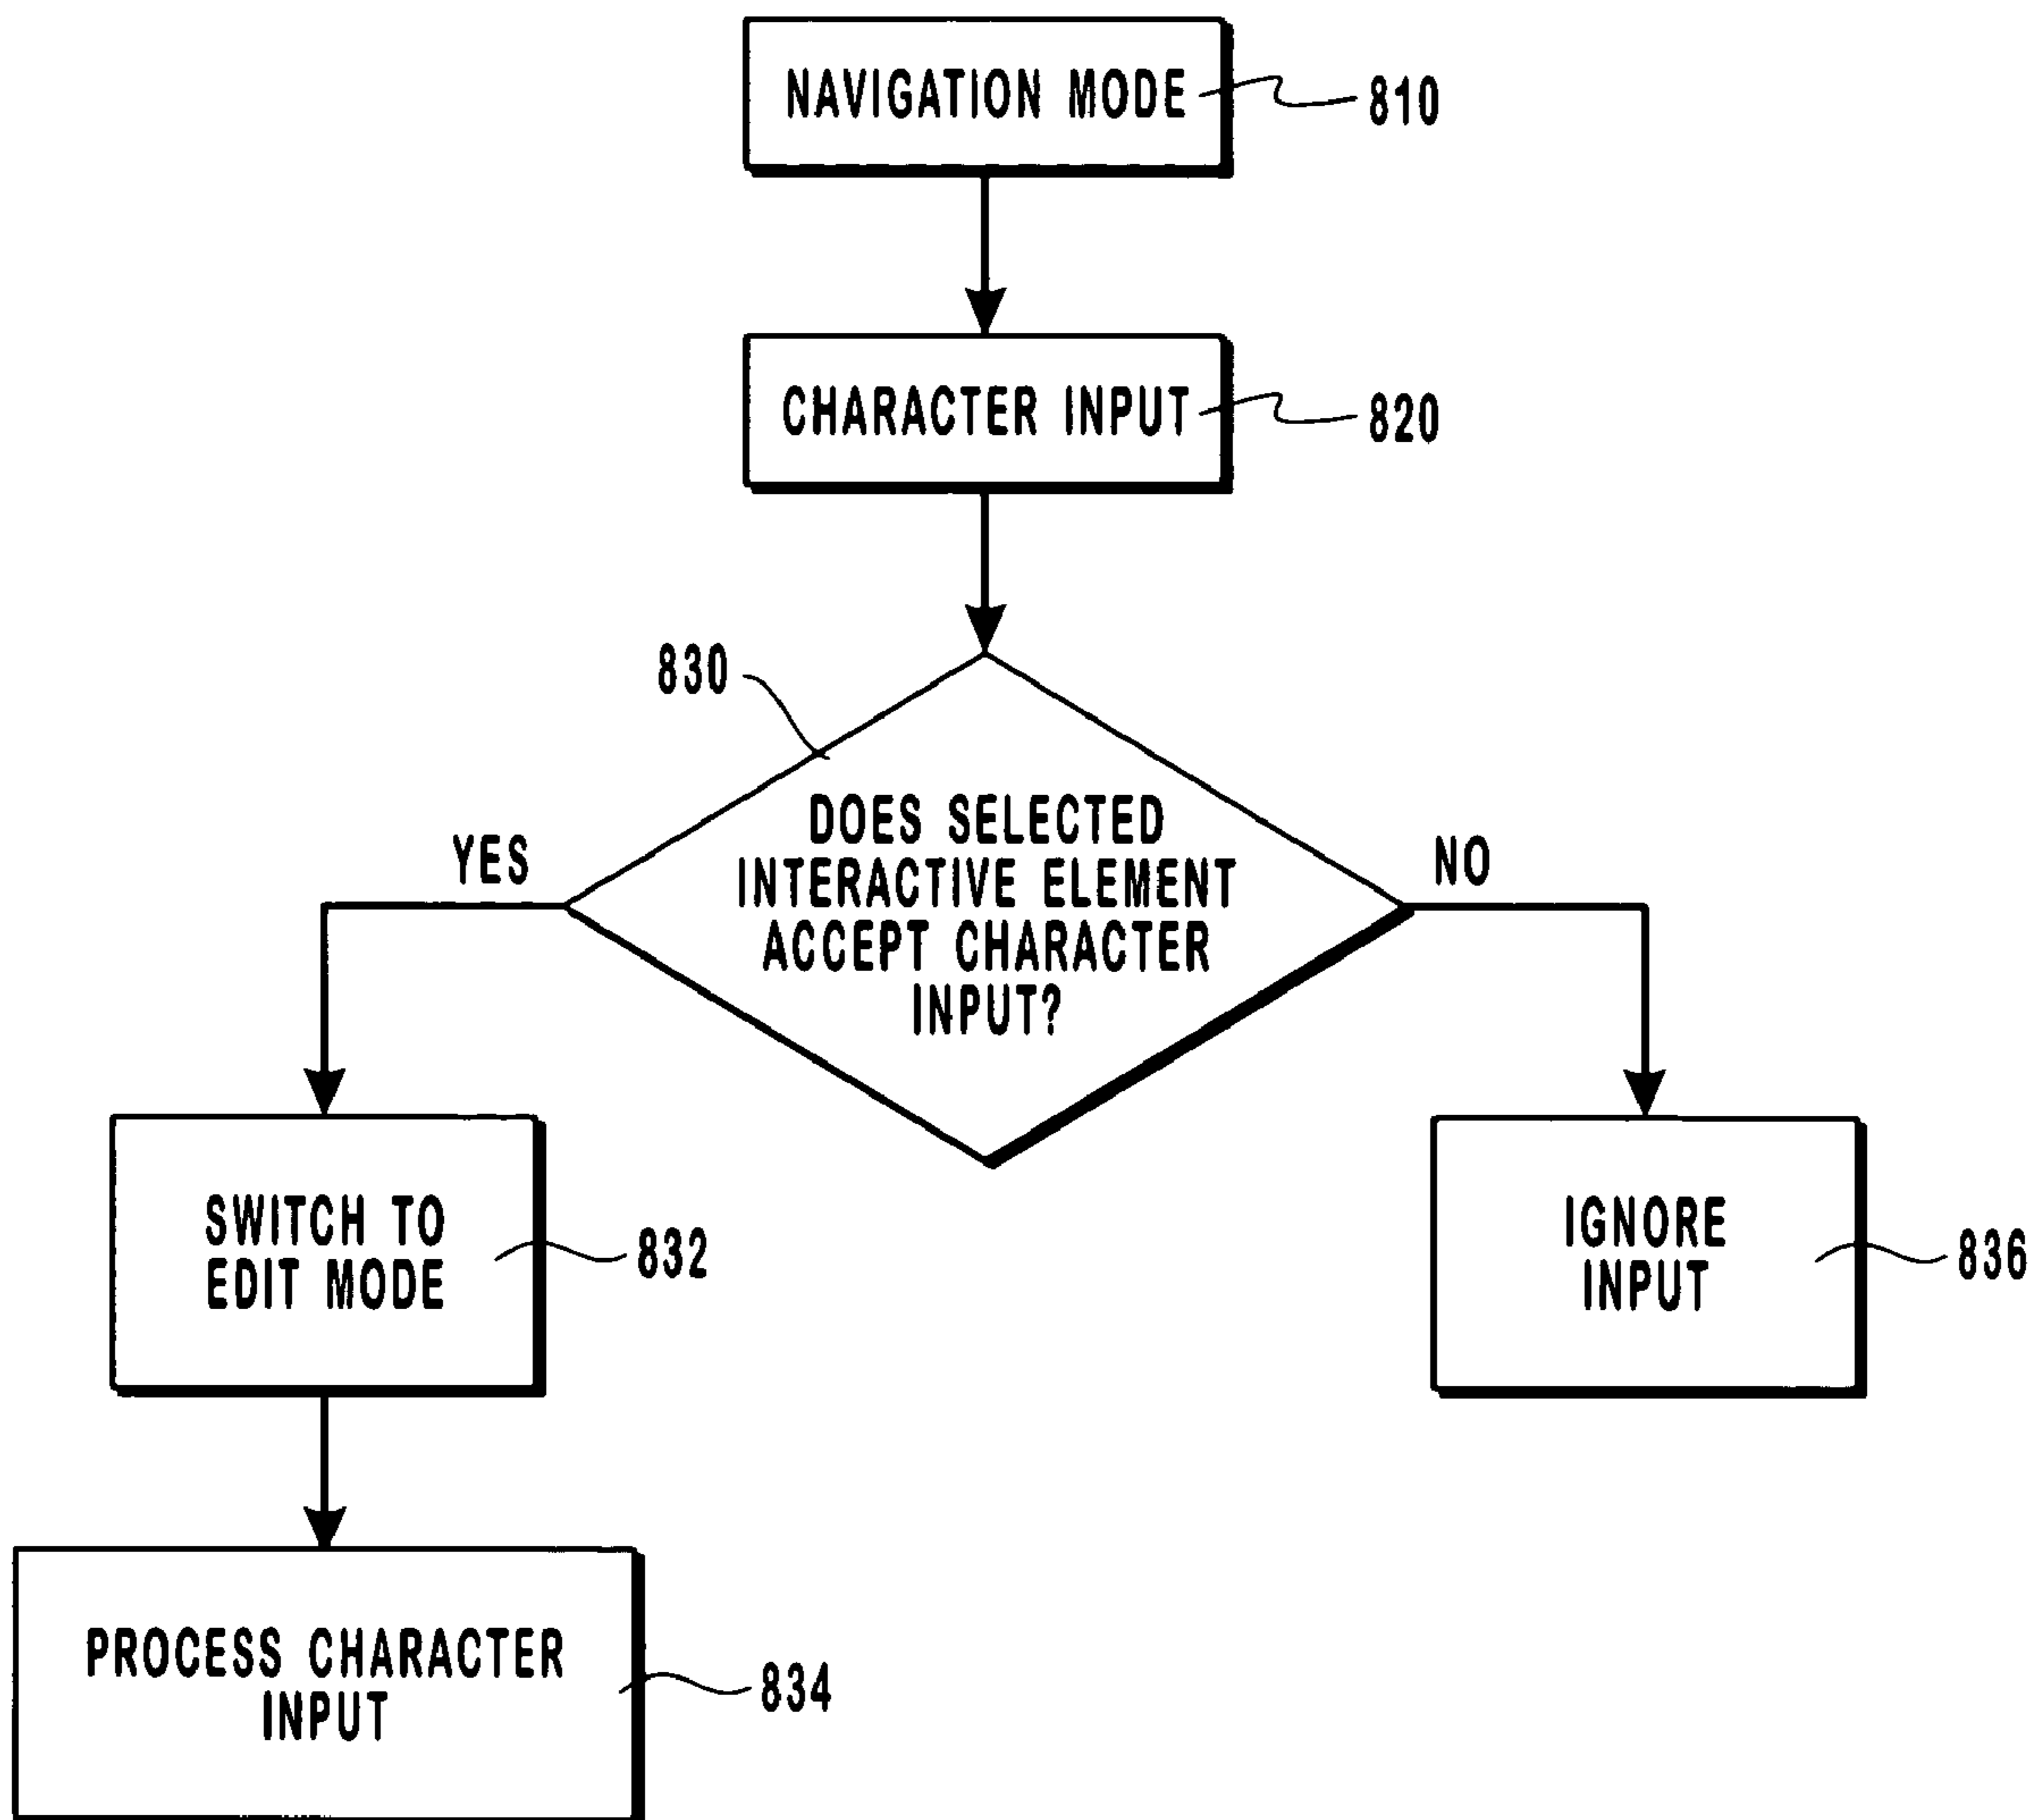 NAVIGATION MODE
810
CHARACTER INPUT
820
830
DOES SELECTED
INTERACTIVE ELEMENT
ACCEPT CHARACTER
INPUT?
YES
NO
SWITCH TO
EDIT MODE
832
IGNORE
INPUT
836
PROCESS CHARACTER
INPUT
834